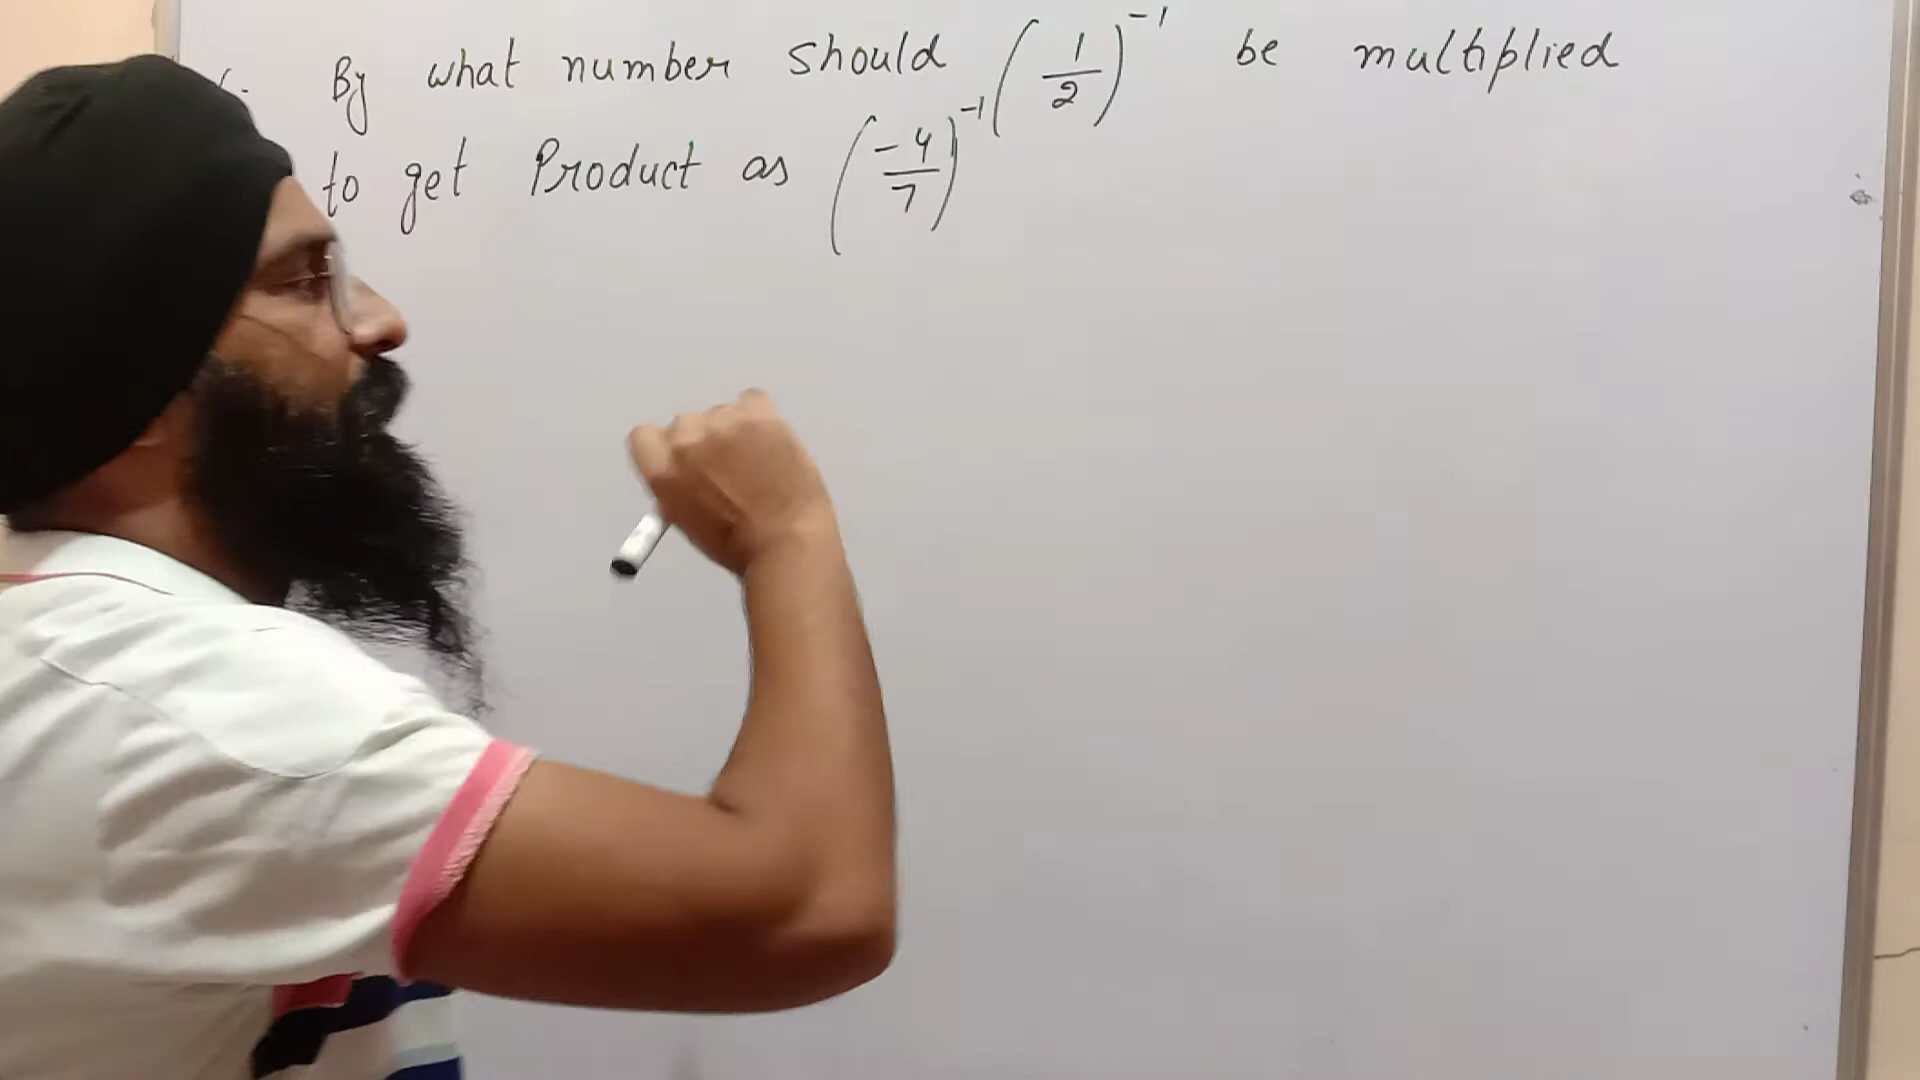 By what number should (1/2)^-1 be multiplied
to get Product as (-4/7)^-1